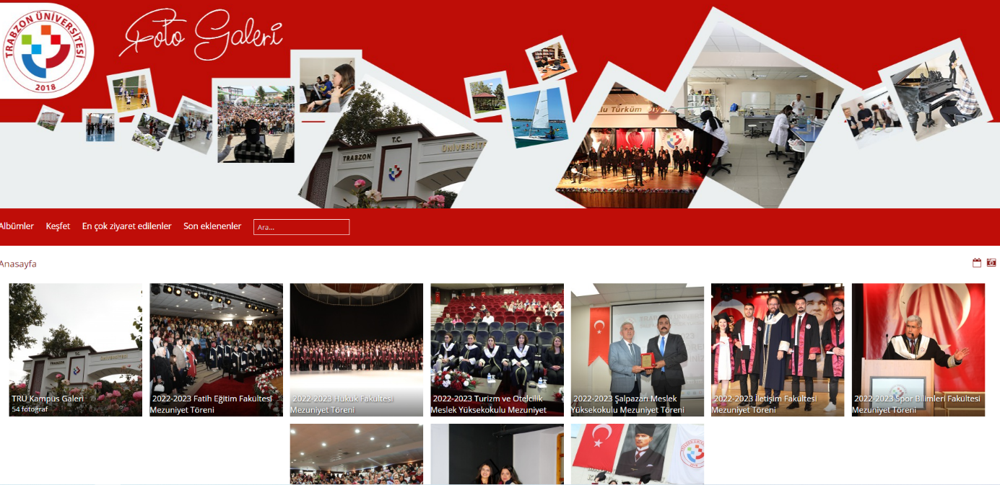 TRABZON ÜNİVERSİTESİ
2018
Foto Galeri
T.C.
TRABZON ÜNİVERSİTESİ
Albümler Keşfet En çok ziyaret edilenler Son eklenenler Ara...
Anasayfa
T.C.
TRABZON
TRÜ Kampüs Galeri
54 fotoğraf
2022-2023 Fatih Eğitim Fakültesi
Mezuniyet Töreni
2022-2023 Hukuk Fakültesi
Mezuniyet Töreni
2022-2023 Turizm ve Otelcilik
Meslek Yüksekokulu Mezuniyet
2022-2023 Şalpazarı Meslek
Yüksekokulu Mezuniyet Töreni
2022-2023 İletişim Fakültesi
Mezuniyet Töreni
2022-2023 Spor Bilimleri Fakültesi
Mezuniyet Töreni